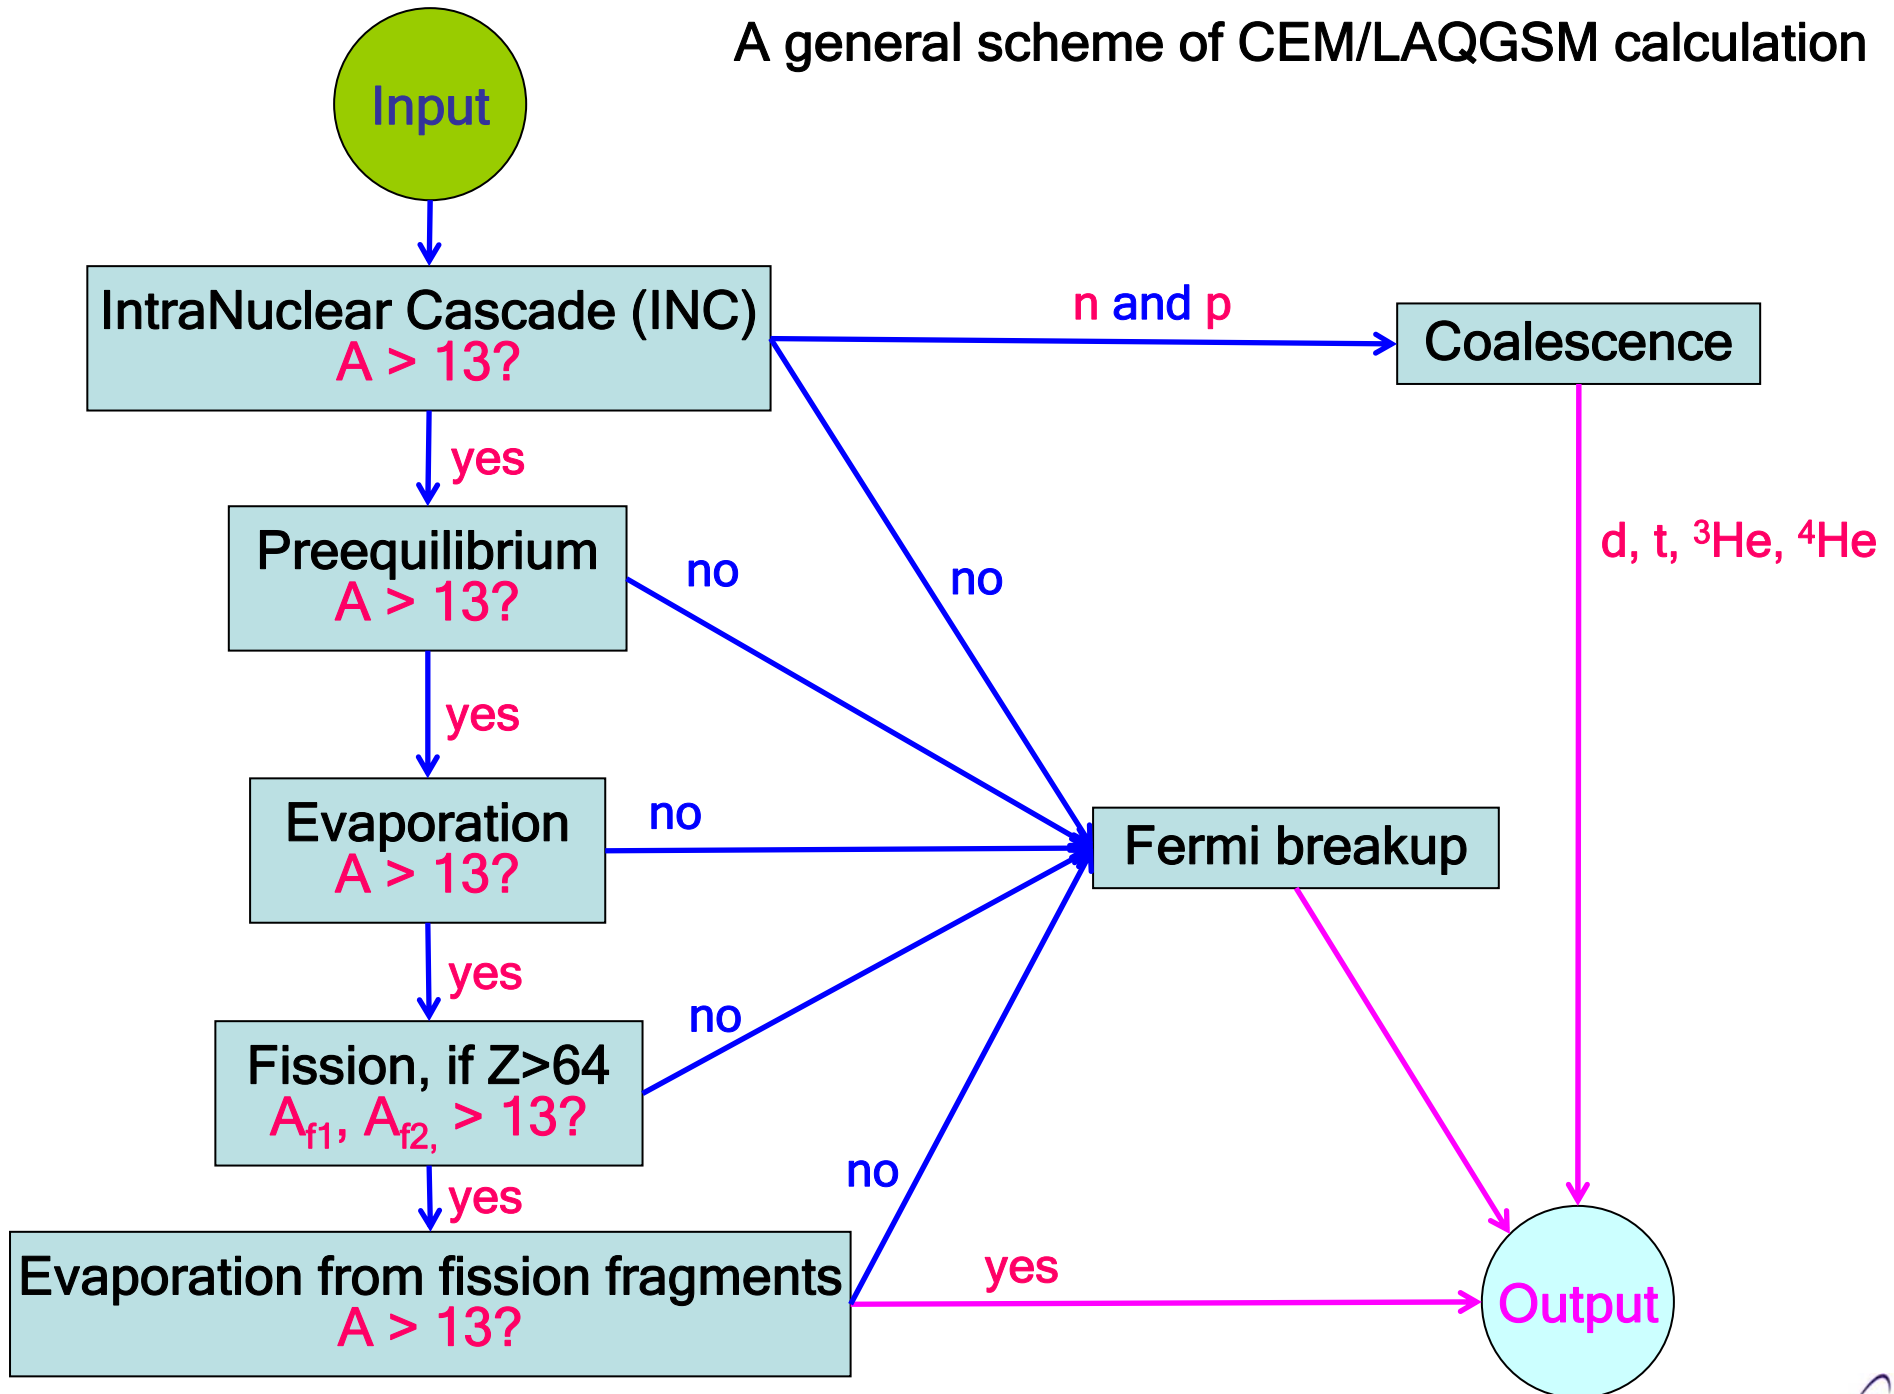 A general scheme of CEM/LAQGSM calculation
Input
IntraNuclear Cascade (INC)
A > 13?
n and p
Coalescence
yes
Preequilibrium
A > 13?
no
no
d, t, ³He, ⁴He
yes
Evaporation
A > 13?
no
Fermi breakup
yes
no
Fission, if Z>64
A_f1, A_f2, > 13?
yes
no
Evaporation from fission fragments
A > 13?
yes
Output